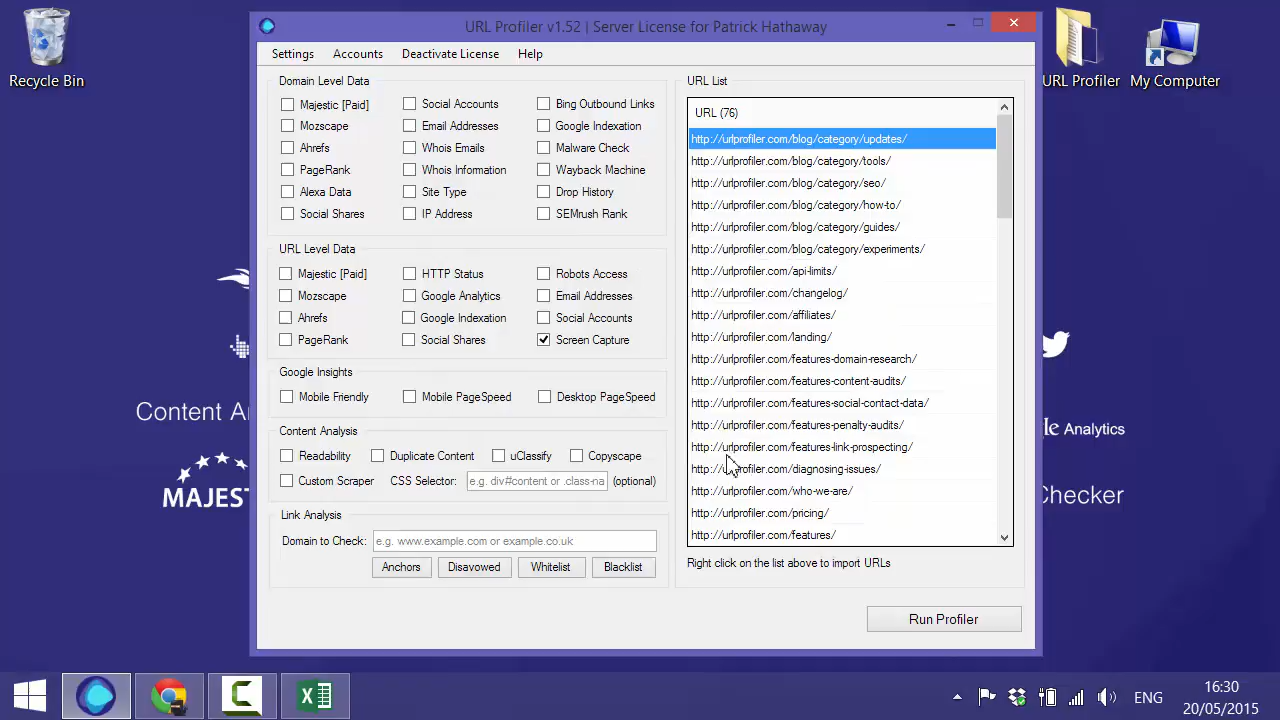 Recycle Bin
URL Profiler
My Computer
URL Profiler v1.52 | Server License for Patrick Hathaway
Settings Accounts Deactivate License Help
Domain Level Data
Majestic [Paid] Social Accounts Bing Outbound Links
Mozscape Email Addresses Google Indexation
Ahrefs Whois Emails Malware Check
PageRank Whois Information Wayback Machine
Alexa Data Site Type Drop History
Social Shares IP Address SEMrush Rank
URL Level Data
Majestic [Paid] HTTP Status Robots Access
Mozscape Google Analytics Email Addresses
Ahrefs Google Indexation Social Accounts
PageRank Social Shares Screen Capture
Google Insights
Mobile Friendly Mobile PageSpeed Desktop PageSpeed
Content Analysis
Readability Duplicate Content uClassify Copyscape
Custom Scraper CSS Selector: e.g. div#content or .class-na (optional)
Link Analysis
Domain to Check: e.g. www.example.com or example.co.uk
Anchors Disavowed Whitelist Blacklist
URL List
URL (76)
http://urlprofiler.com/blog/category/updates/
http://urlprofiler.com/blog/category/tools/
http://urlprofiler.com/blog/category/seo/
http://urlprofiler.com/blog/category/how-to/
http://urlprofiler.com/blog/category/guides/
http://urlprofiler.com/blog/category/experiments/
http://urlprofiler.com/api-limits/
http://urlprofiler.com/changelog/
http://urlprofiler.com/affiliates/
http://urlprofiler.com/landing/
http://urlprofiler.com/features-domain-research/
http://urlprofiler.com/features-content-audits/
http://urlprofiler.com/features-social-contact-data/
http://urlprofiler.com/features-penalty-audits/
http://urlprofiler.com/features-link-prospecting/
http://urlprofiler.com/diagnosing-issues/
http://urlprofiler.com/who-we-are/
http://urlprofiler.com/pricing/
http://urlprofiler.com/features/
Right click on the list above to import URLs
Run Profiler
Content An
MAJEST
gle Analytics
Checker
ENG
16:30
20/05/2015